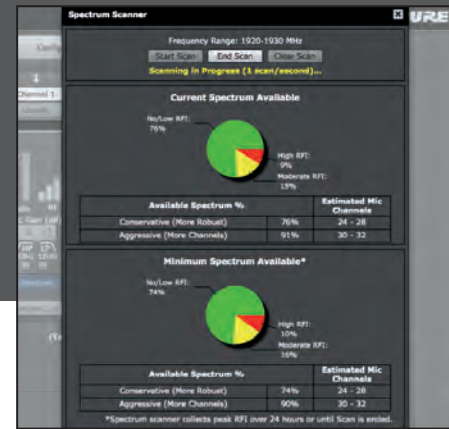 Spectrum Scanner
URE
Frequency Range: 1920-1930 MHz
Start Scan End Scan Clear Scan
Scanning in Progress (1 scan/second)...
Channel 1
Current Spectrum Available
No/Low RFI:
76%
High RFI:
9%
Moderate RFI:
15%
Available Spectrum % Estimated Mic Channels
Conservative (More Robust) 76% 24 - 28
Aggressive (More Channels) 91% 30 - 32
Minimum Spectrum Available*
No/Low RFI:
74%
High RFI:
10%
Moderate RFI:
16%
Available Spectrum % Estimated Mic Channels
Conservative (More Robust) 74% 24 - 28
Aggressive (More Channels) 90% 30 - 32
*Spectrum scanner collects peak RFI over 24 hours or until Scan is ended.